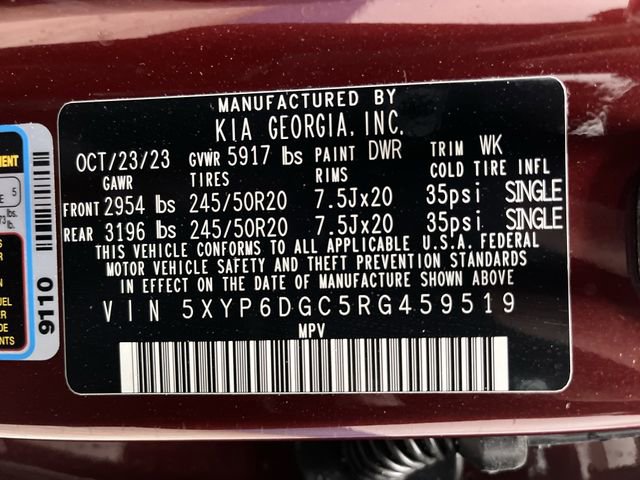 MANUFACTURED BY
KIA GEORGIA, INC.
OCT/23/23 GVWR 5917 lbs PAINT DWR TRIM WK
GAWR TIRES RIMS COLD TIRE INFL
FRONT 2954 lbs 245/50R20 7.5Jx20 35psi SINGLE
REAR 3196 lbs 245/50R20 7.5Jx20 35psi SINGLE
THIS VEHICLE CONFORMS TO ALL APPLICABLE U.S.A. FEDERAL
MOTOR VEHICLE SAFETY AND THEFT PREVENTION STANDARDS
IN EFFECT ON THE DATE OF MANUFACTURE SHOWN ABOVE.
VIN 5XYP6DGC5RG459519
MPV
5
lbs.
9110